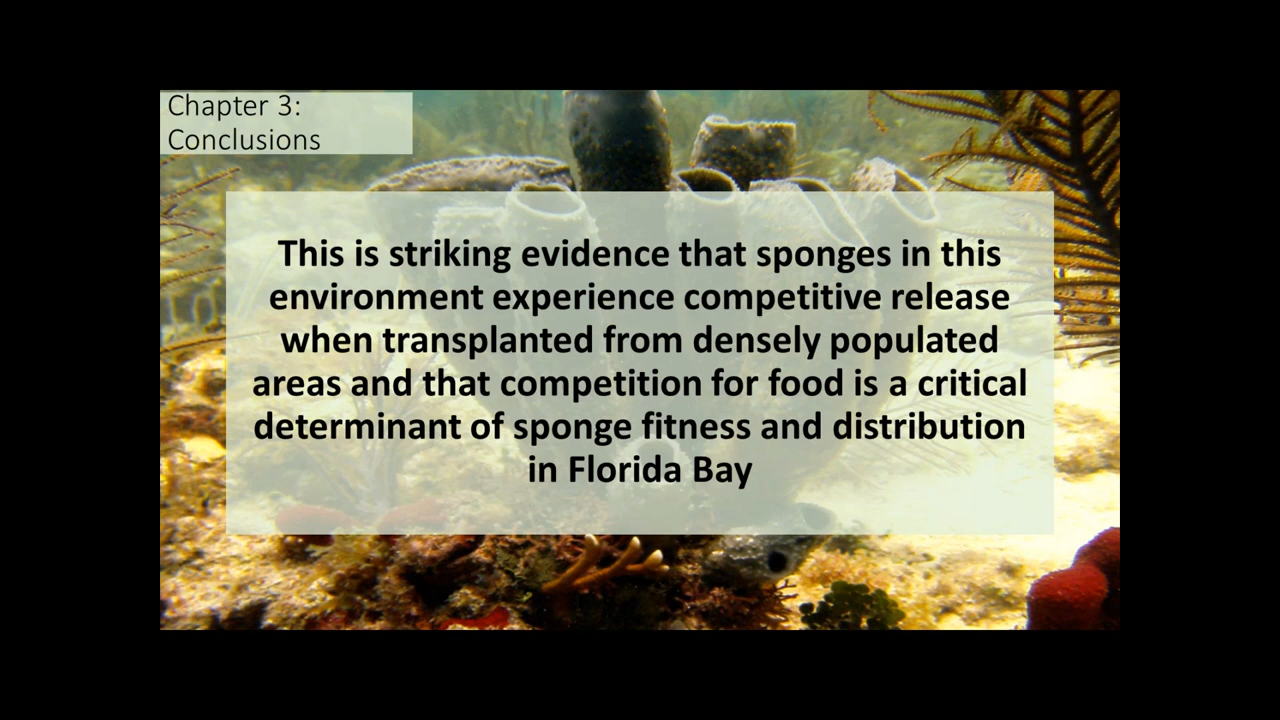 Chapter 3:
Conclusions
This is striking evidence that sponges in this
environment experience competitive release
when transplanted from densely populated
areas and that competition for food is a critical
determinant of sponge fitness and distribution
in Florida Bay